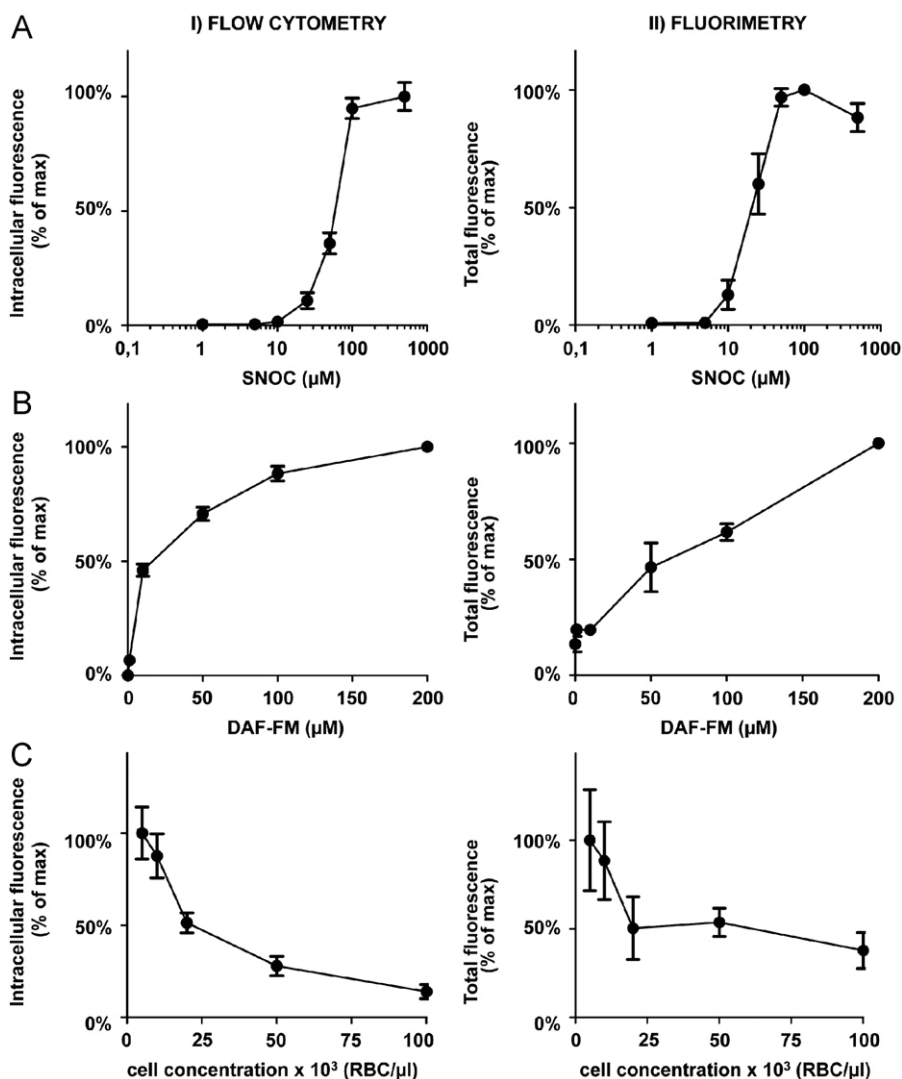 A
I) FLOW CYTOMETRY
II) FLUORIMETRY
Intracellular fluorescence
(% of max)
100%
50%
0%
0,1
1
10
100
1000
SNOC (µM)
Total fluorescence
(% of max)
100%
50%
0%
0,1
1
10
100
1000
SNOC (µM)
B
Intracellular fluorescence
(% of max)
100%
50%
0%
0
50
100
150
200
DAF-FM (µM)
Total fluorescence
(% of max)
100%
50%
0%
0
50
100
150
200
DAF-FM (µM)
C
Intracellular fluorescence
(% of max)
100%
50%
0%
0
25
50
75
100
cell concentration x 10³ (RBC/µl)
Total fluorescence
(% of max)
100%
50%
0%
0
25
50
75
100
cell concentration x 10³ (RBC/µl)